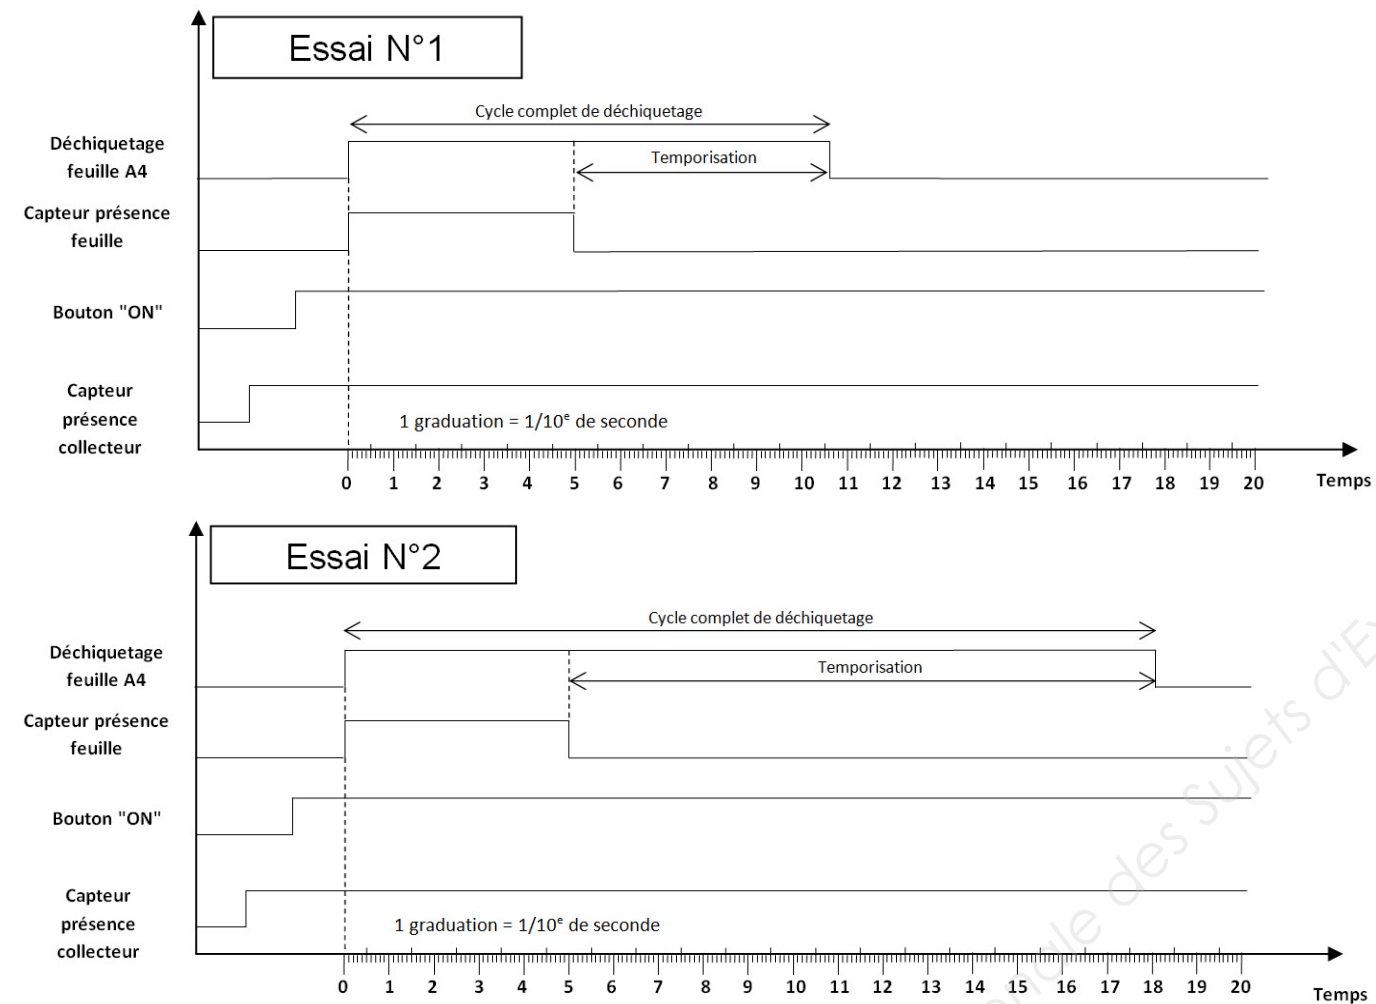 Essai N°1
Cycle complet de déchiquetage
Déchiquetage
feuille A4
Temporisation
Capteur présence
feuille
Bouton "ON"
Capteur
présence
collecteur
1 graduation = 1/10e de seconde
0 1 2 3 4 5 6 7 8 9 10 11 12 13 14 15 16 17 18 19 20 Temps
Essai N°2
Cycle complet de déchiquetage
Déchiquetage
feuille A4
Temporisation
Capteur présence
feuille
Bouton "ON"
Capteur
présence
collecteur
1 graduation = 1/10e de seconde
0 1 2 3 4 5 6 7 8 9 10 11 12 13 14 15 16 17 18 19 20 Temps
des Sujets